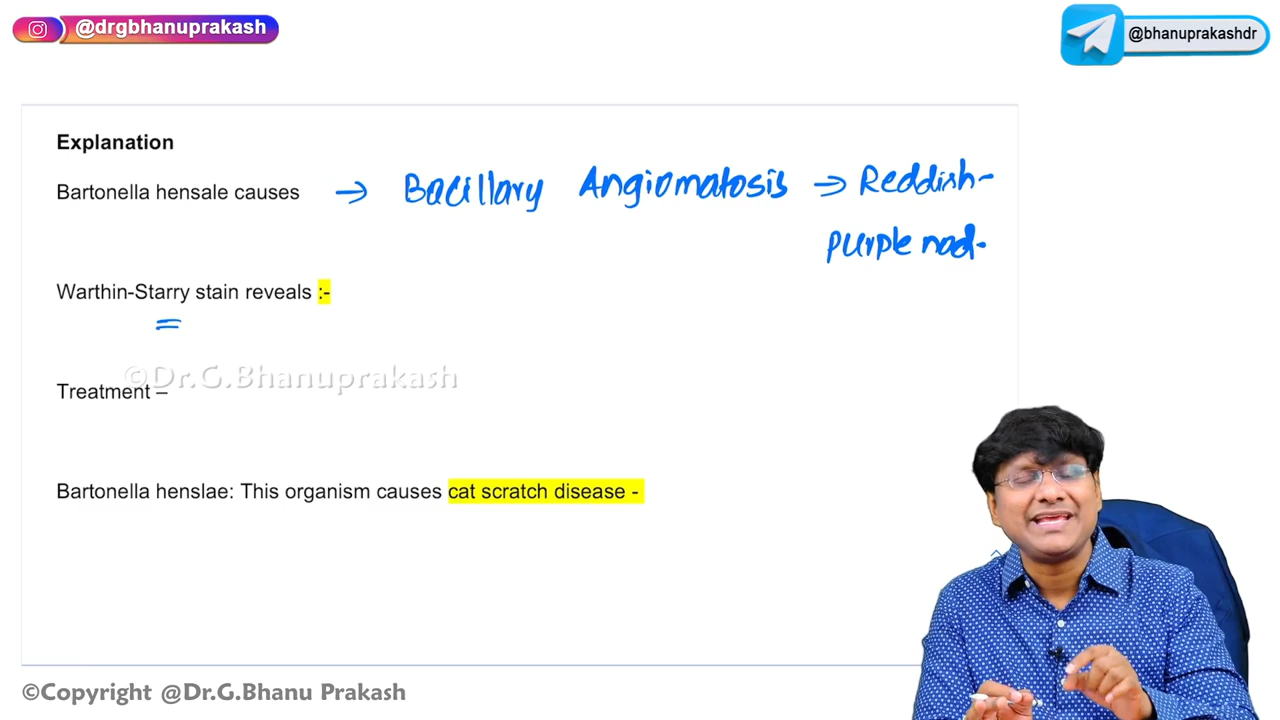 @drgbhanuprakash
@bhanuprakashdr
Explanation
Bartonella hensale causes → Bacillary Angiomatosis → Reddish-
purple nod-
Warthin-Starry stain reveals :-
©Dr.G.Bhanuprakash
Treatment –
Bartonella henslae: This organism causes cat scratch disease -
©Copyright @Dr.G.Bhanu Prakash